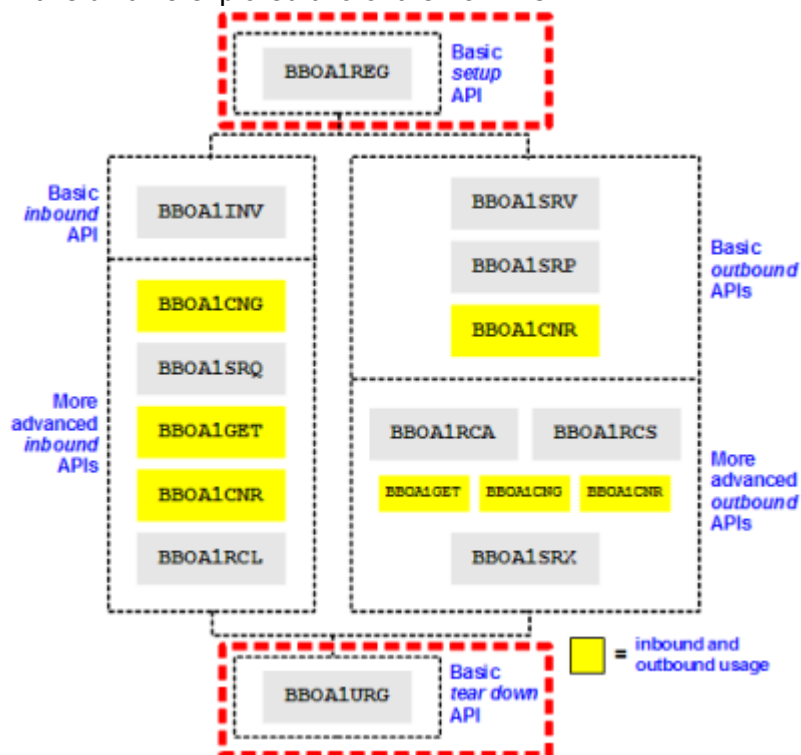 Basic
setup
API
BBOA1REG
Basic
inbound
API
BBOA1INV
BBOA1SRV
BBOA1SRP
BBOA1CNR
Basic
outbound
APIs
More
advanced
inbound
APIs
BBOA1CNG
BBOA1SRQ
BBOA1GET
BBOA1CNR
BBOA1RCL
BBOA1RCA BBOA1RCS
BBOA1GET BBOA1CNG BBOA1CNR
BBOA1SRX
More
advanced
outbound
APIs
= inbound and
outbound usage
BBOA1URG
Basic
tear down
API